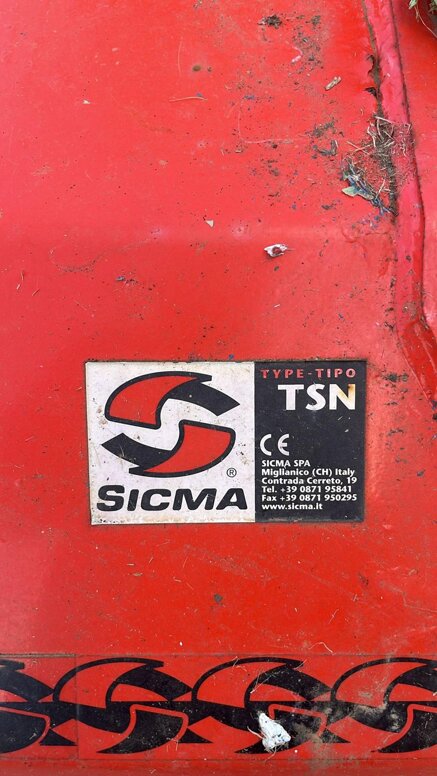 SICMA
®
TYPE-TIPO
TSN
CE
SICMA SPA
Miglianico (CH) Italy
Contrada Cerreto, 19
Tel. +39 0871 95841
Fax +39 0871 950295
www.sicma.it